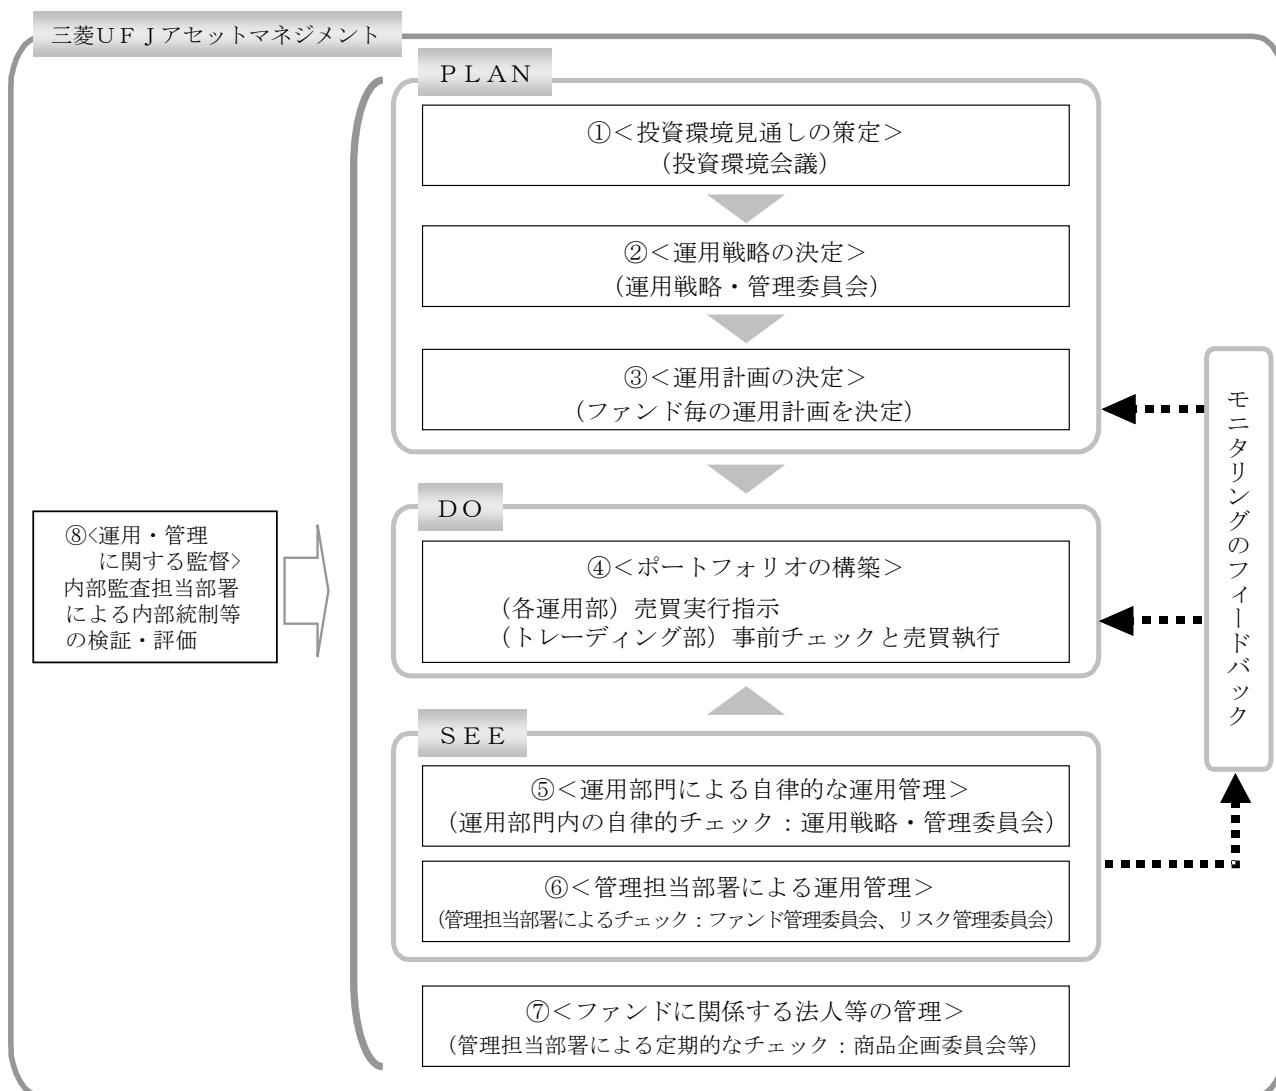 三菱UFJアセットマネジメント
PLAN
①<投資環境見通しの策定>
(投資環境会議)
②<運用戦略の決定>
(運用戦略・管理委員会)
③<運用計画の決定>
(ファンド毎の運用計画を決定)
DO
④<ポートフォリオの構築>
(各運用部)売買実行指示
(トレーディング部)事前チェックと売買執行
SEE
⑤<運用部門による自律的な運用管理>
(運用部門内の自律的チェック:運用戦略・管理委員会)
⑥<管理担当部署による運用管理>
(管理担当部署によるチェック:ファンド管理委員会、リスク管理委員会)
⑦<ファンドに関係する法人等の管理>
(管理担当部署による定期的なチェック:商品企画委員会等)
⑧<運用・管理
に関する監督>
内部監査担当部署
による内部統制等
の検証・評価
モニタリングのフィードバック